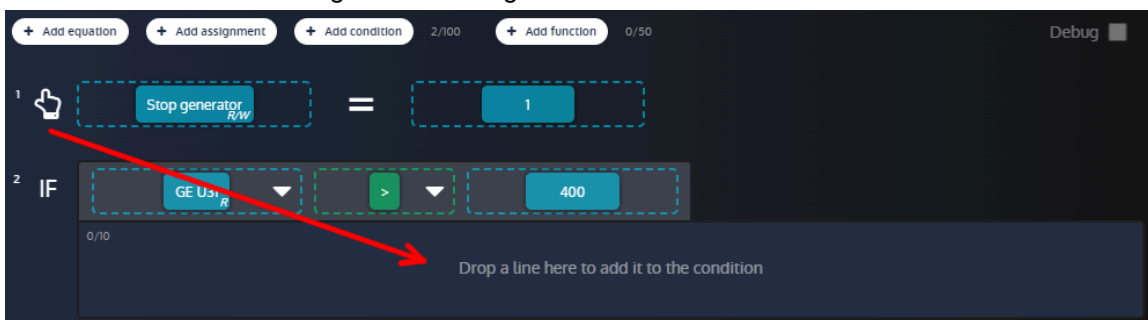 + Add equation + Add assignment + Add condition 2/100 + Add function 0/50 Debug
1 Stop generator R/W = 1
2 IF GE U31 R > 400
0/10
Drop a line here to add it to the condition